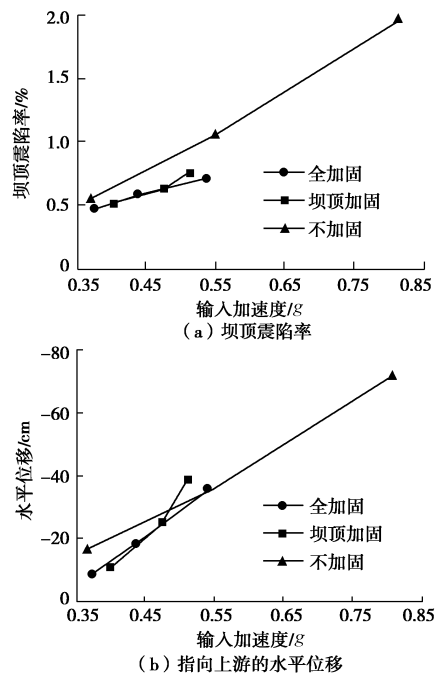 2.0
1.5
1.0
0.5
0
坝顶震陷率/%
全加固
坝顶加固
不加固
0.35 0.45 0.55 0.65 0.75 0.85
输入加速度/g
（a）坝顶震陷率
-80
-60
-40
-20
0
水平位移/cm
全加固
坝顶加固
不加固
0.35 0.45 0.55 0.65 0.75 0.85
输入加速度/g
（b）指向上游的水平位移